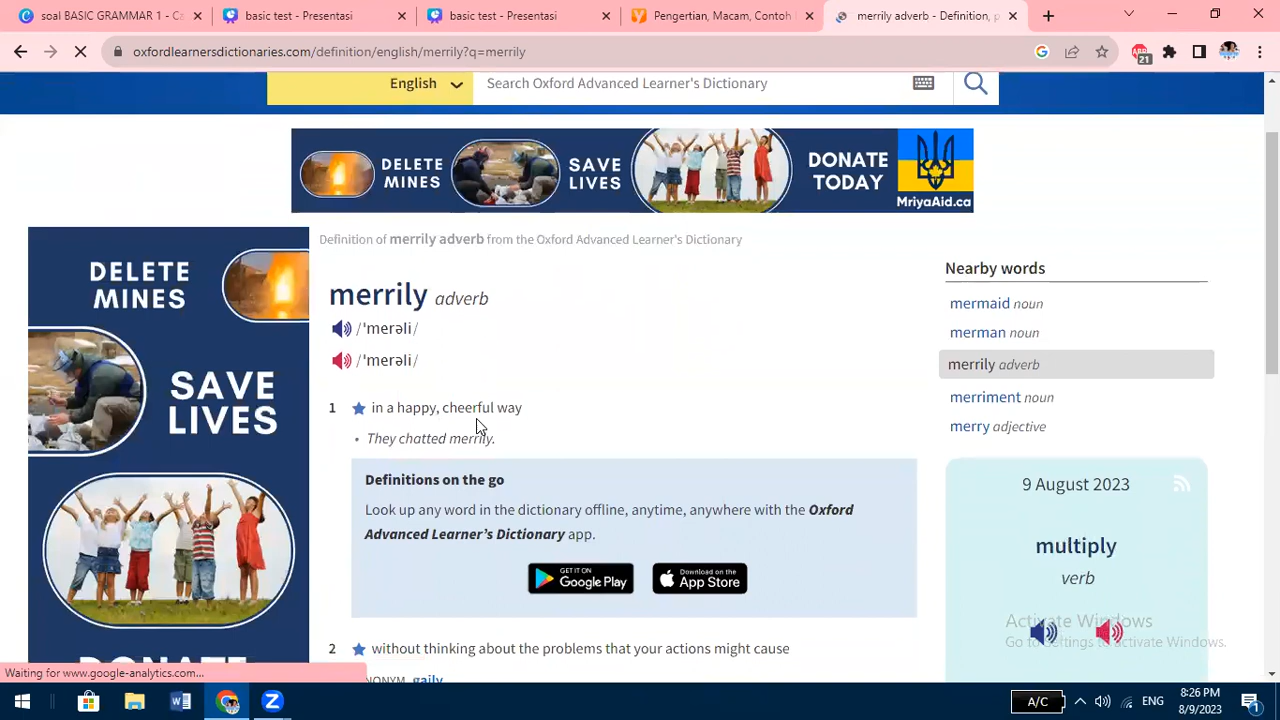 soal BASIC GRAMMAR 1 - Ca
basic test - Presentasi
basic test - Presentasi
Pengertian, Macam, Contoh
merrily adverb - Definition, p
oxfordlearnersdictionaries.com/definition/english/merrily?q=merrily
21
English
Search Oxford Advanced Learner's Dictionary
DELETE MINES
SAVE LIVES
DONATE TODAY
MriyaAid.ca
DELETE
MINES
SAVE
LIVES
Definition of merrily adverb from the Oxford Advanced Learner's Dictionary
merrily adverb
/ˈmerəli/
/ˈmerəli/
1 in a happy, cheerful way
• They chatted merrily.
Definitions on the go
Look up any word in the dictionary offline, anytime, anywhere with the Oxford
Advanced Learner's Dictionary app.
GET IT ON
Google Play
Download on the
App Store
2 without thinking about the problems that your actions might cause
SYNONYM gaily
Nearby words
mermaid noun
merman noun
merrily adverb
merriment noun
merry adjective
9 August 2023
multiply
verb
Activate Windows
Go to Settings to activate Windows.
Waiting for www.google-analytics.com...
A/C
ENG
8:26 PM
8/9/2023
1